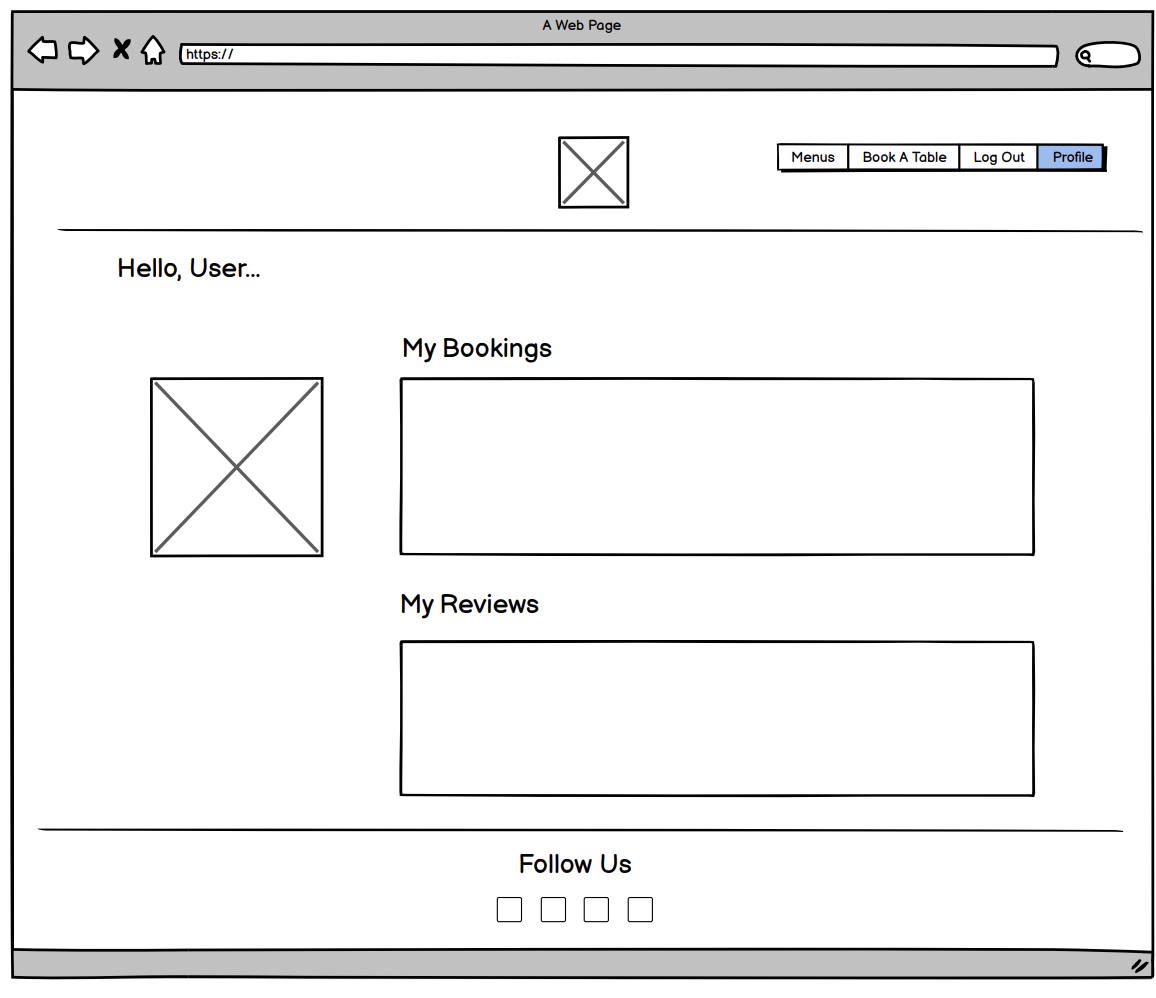 A Web Page
https://
Menus Book A Table Log Out Profile
Hello, User...
My Bookings
My Reviews
Follow Us